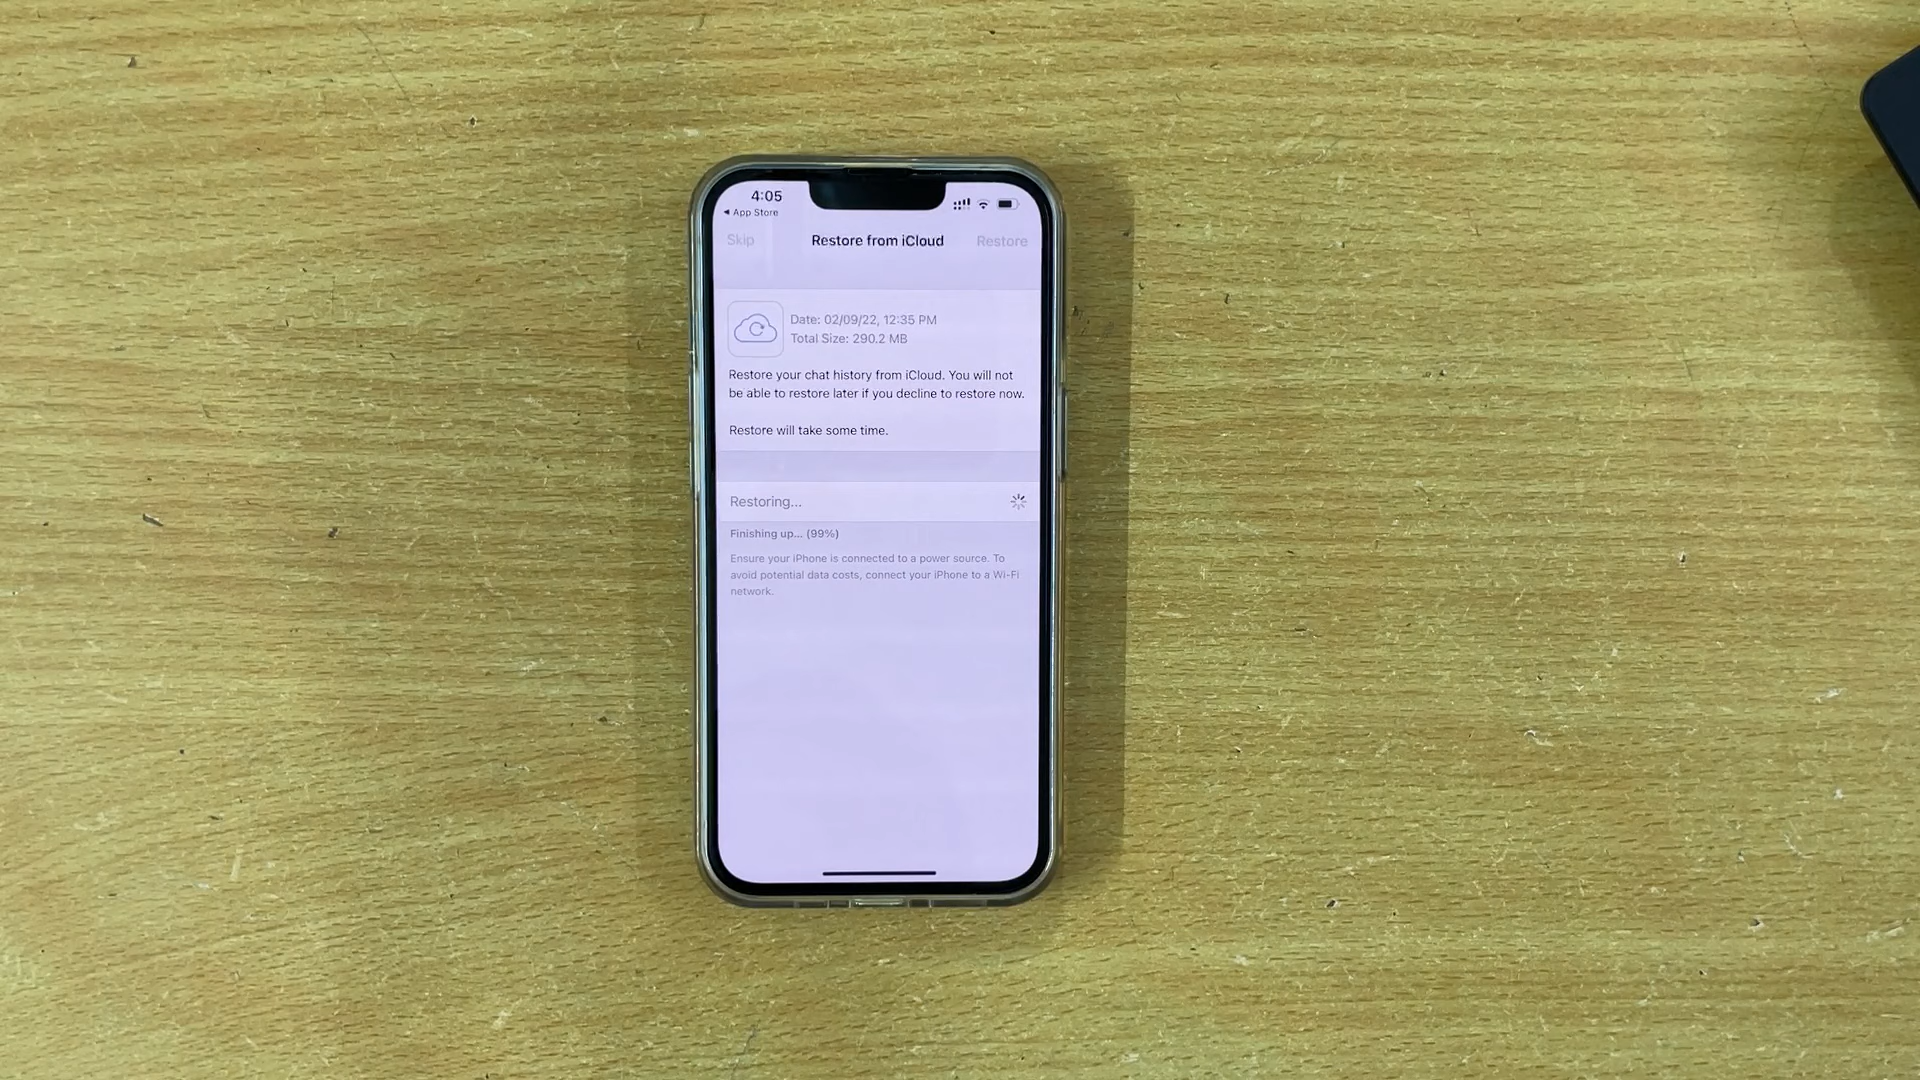 4:05
◀ App Store
Skip
Restore from iCloud
Restore
Date: 02/09/22, 12:35 PM
Total Size: 290.2 MB
Restore your chat history from iCloud. You will not
be able to restore later if you decline to restore now.
Restore will take some time.
Restoring...
Finishing up... (99%)
Ensure your iPhone is connected to a power source. To
avoid potential data costs, connect your iPhone to a Wi-Fi
network.